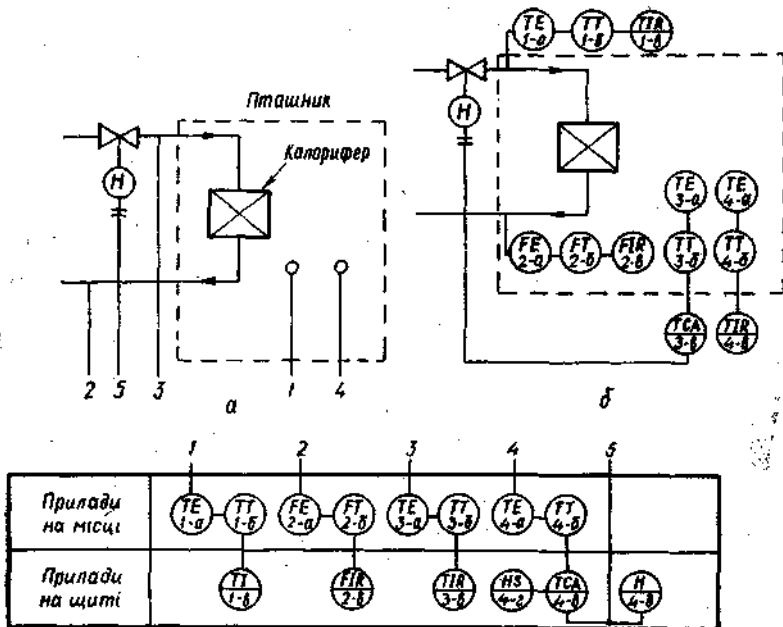 TE 1-а
TT 1-в
TIR 1-в
Пташник
Калорифер
H
H
TE 3-а
TE 4-а
FE 2-а
FT 2-б
FIR 2-в
TT 3-б
TT 4-б
TCA 3-в
TIR 4-в
2 5 3 1 4
а
б
1 2 3 4 5
Прилади на місці
TE 1-а
TT 1-б
FE 2-а
FT 2-б
TE 3-а
TT 3-б
TE 4-а
TT 4-б
Прилади на щиті
TI 1-в
FIR 2-в
TIR 3-в
HS 4-г
TCA 4-в
H 4-в